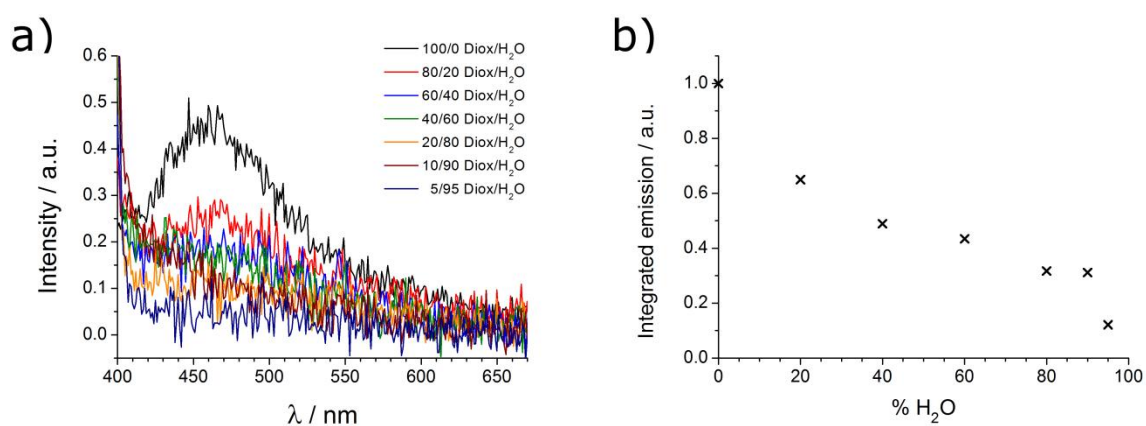 a)
0.6
0.5
0.4
0.3
0.2
0.1
0.0
Intensity / a.u.
400
450
500
550
600
650
λ / nm
100/0 Diox/H₂O
80/20 Diox/H₂O
60/40 Diox/H₂O
40/60 Diox/H₂O
20/80 Diox/H₂O
10/90 Diox/H₂O
5/95 Diox/H₂O
b)
1.0
0.8
0.6
0.4
0.2
0.0
Integrated emission / a.u.
0
20
40
60
80
100
% H₂O